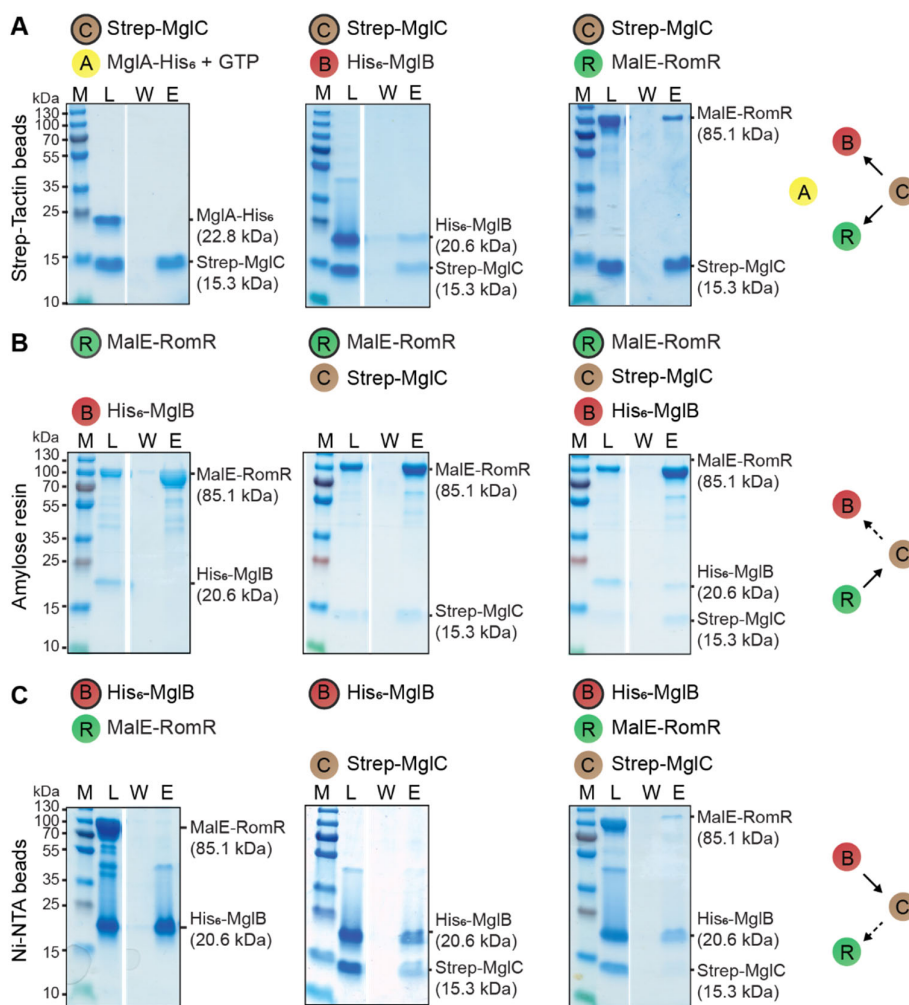 A
C Strep-MglC
A MglA-His₆ + GTP
C Strep-MglC
B His₆-MglB
C Strep-MglC
R MalE-RomR
Strep-Tactin beads
kDa
M L W E
130
100
70
55
35
25
15
10
MglA-His₆
(22.8 kDa)
Strep-MglC
(15.3 kDa)
M L W E
His₆-MglB
(20.6 kDa)
Strep-MglC
(15.3 kDa)
M L W E
MalE-RomR
(85.1 kDa)
Strep-MglC
(15.3 kDa)
B
A C
R
B
R MalE-RomR
B His₆-MglB
R MalE-RomR
C Strep-MglC
R MalE-RomR
C Strep-MglC
B His₆-MglB
Amylose resin
kDa
M L W E
130
100
70
55
35
25
15
10
MalE-RomR
(85.1 kDa)
His₆-MglB
(20.6 kDa)
M L W E
MalE-RomR
(85.1 kDa)
Strep-MglC
(15.3 kDa)
M L W E
MalE-RomR
(85.1 kDa)
His₆-MglB
(20.6 kDa)
Strep-MglC
(15.3 kDa)
B
C
R
C
B His₆-MglB
R MalE-RomR
B His₆-MglB
C Strep-MglC
B His₆-MglB
R MalE-RomR
C Strep-MglC
Ni-NTA beads
kDa
M L W E
130
100
70
55
35
25
15
10
MalE-RomR
(85.1 kDa)
His₆-MglB
(20.6 kDa)
M L W E
His₆-MglB
(20.6 kDa)
Strep-MglC
(15.3 kDa)
M L W E
MalE-RomR
(85.1 kDa)
His₆-MglB
(20.6 kDa)
Strep-MglC
(15.3 kDa)
B
C
R